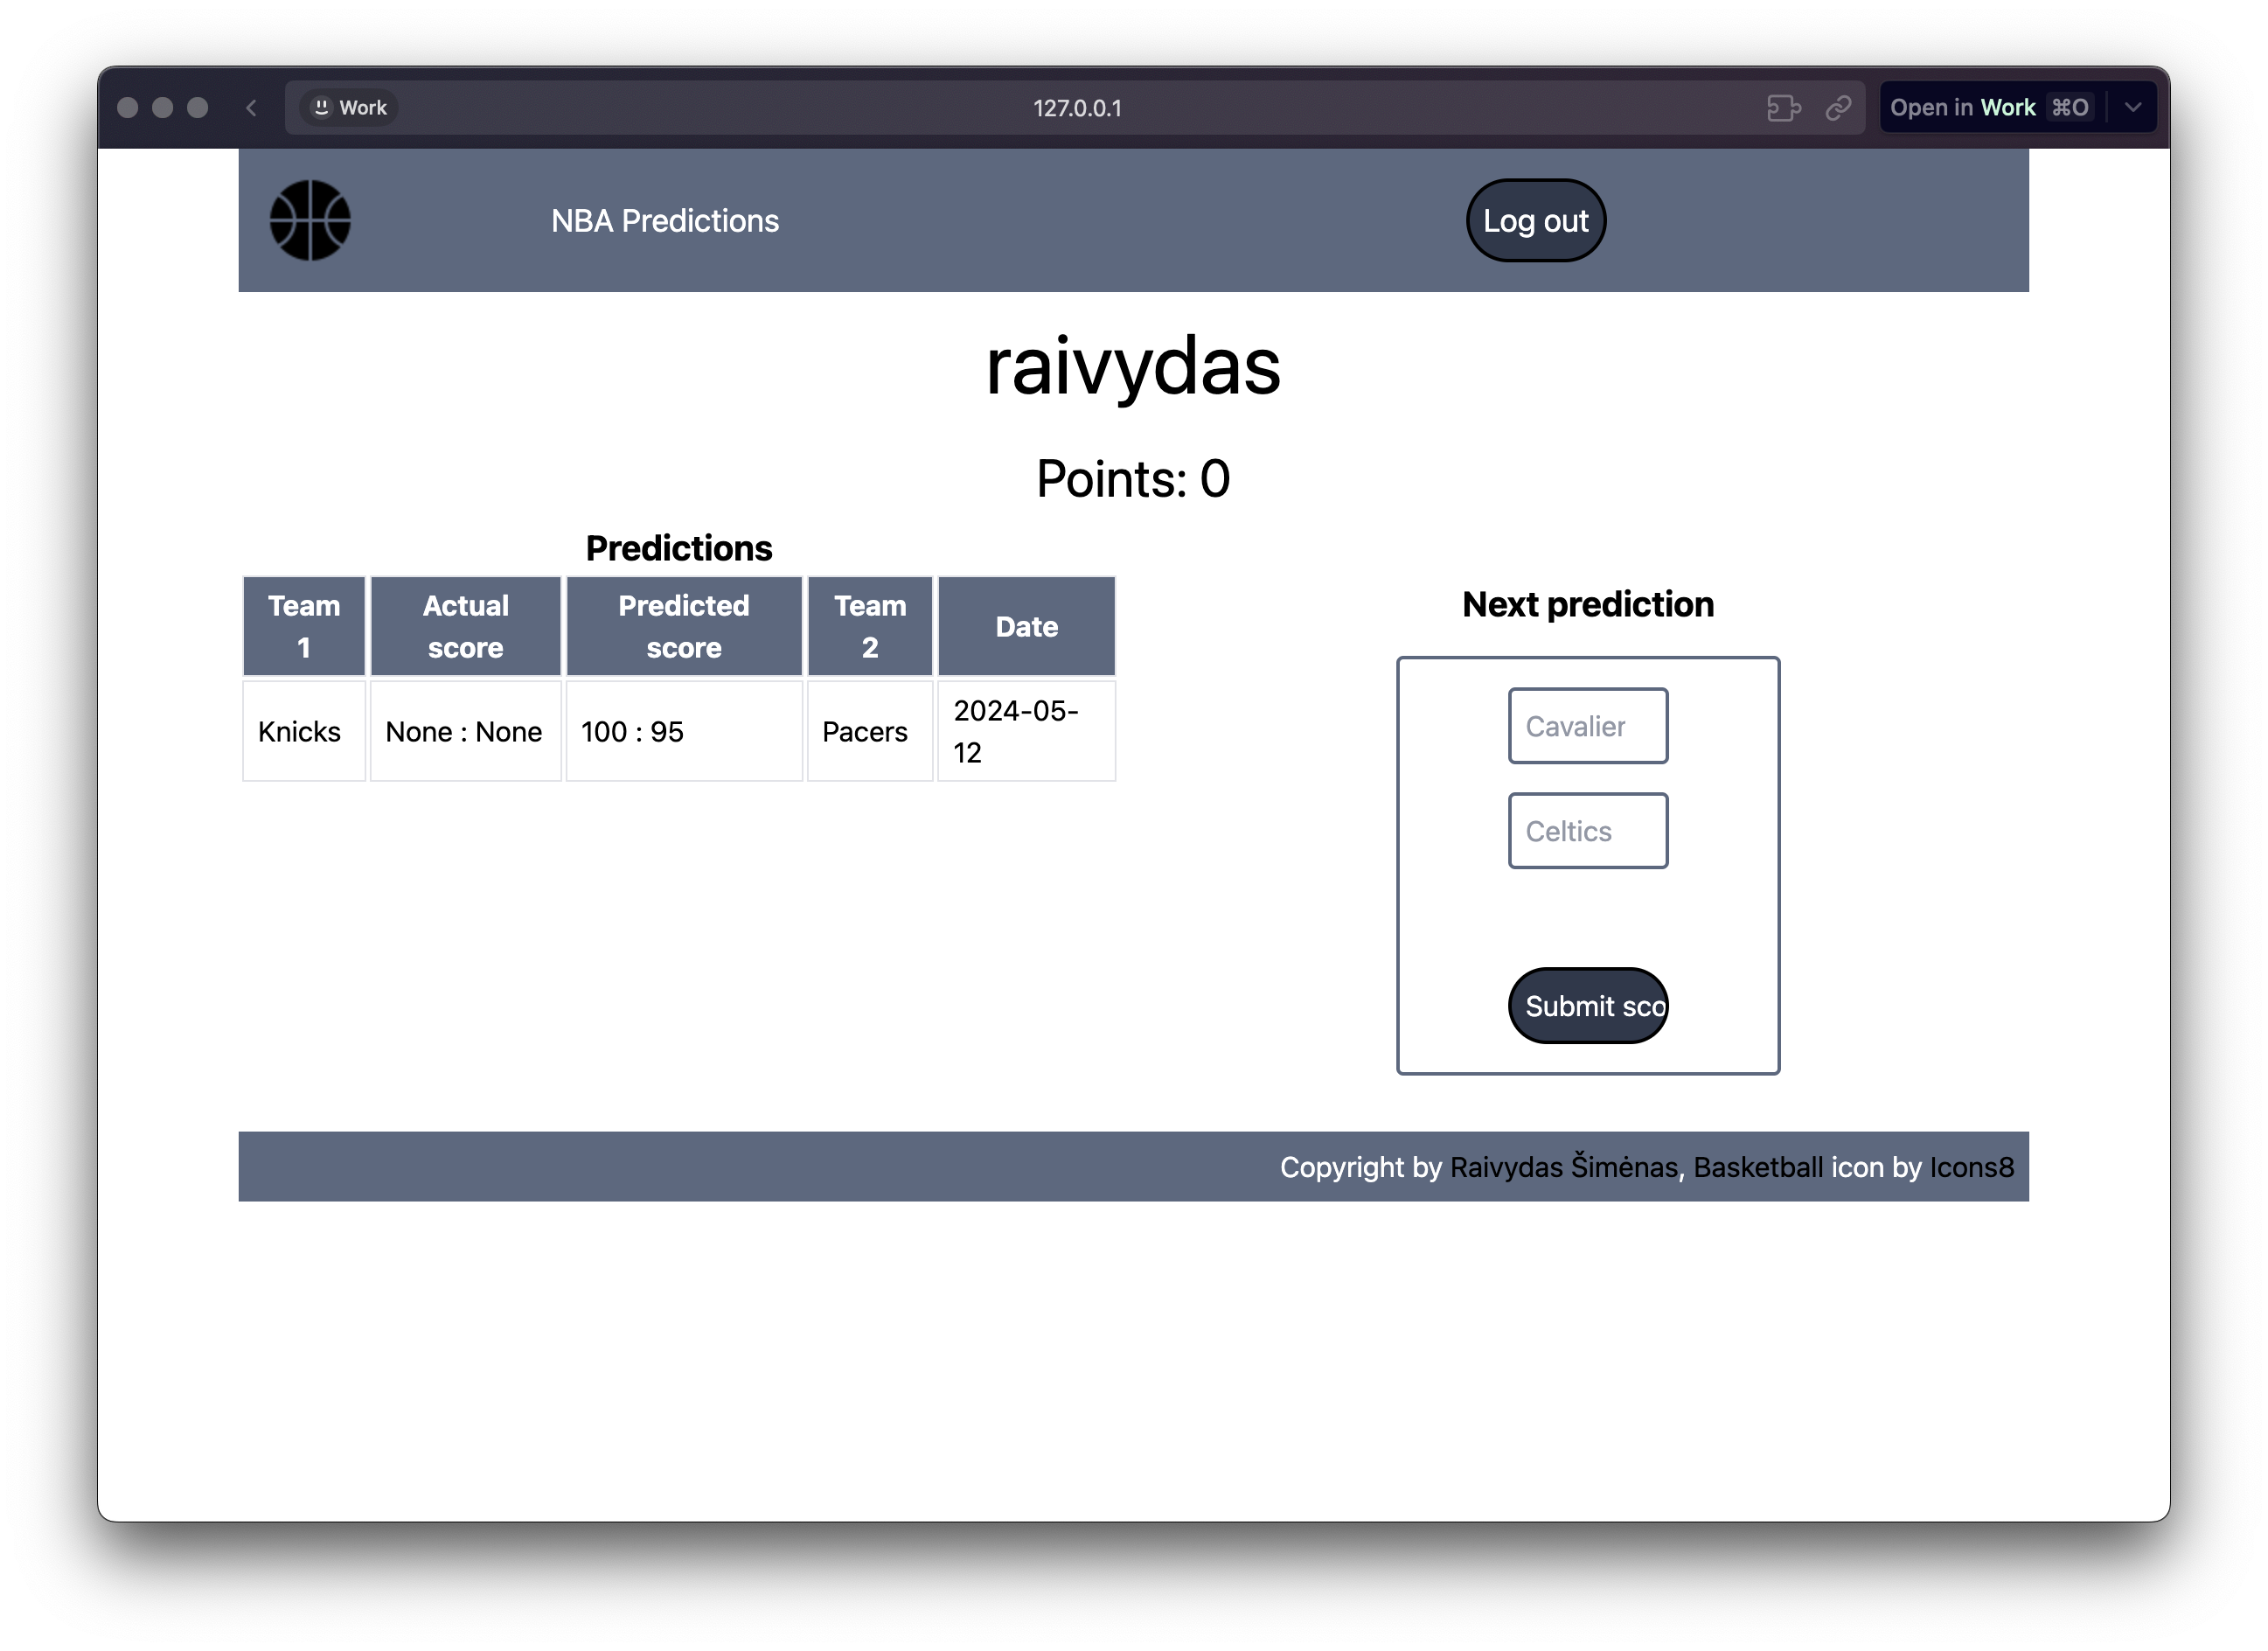 Work
127.0.0.1
Open in Work ⌘O
NBA Predictions
Log out
raivydas
Points: 0
Predictions
Team 1
Actual score
Predicted score
Team 2
Date
Knicks
None : None
100 : 95
Pacers
2024-05-12
Next prediction
Cavalier
Celtics
Submit sco
Copyright by Raivydas Šimėnas, Basketball icon by Icons8